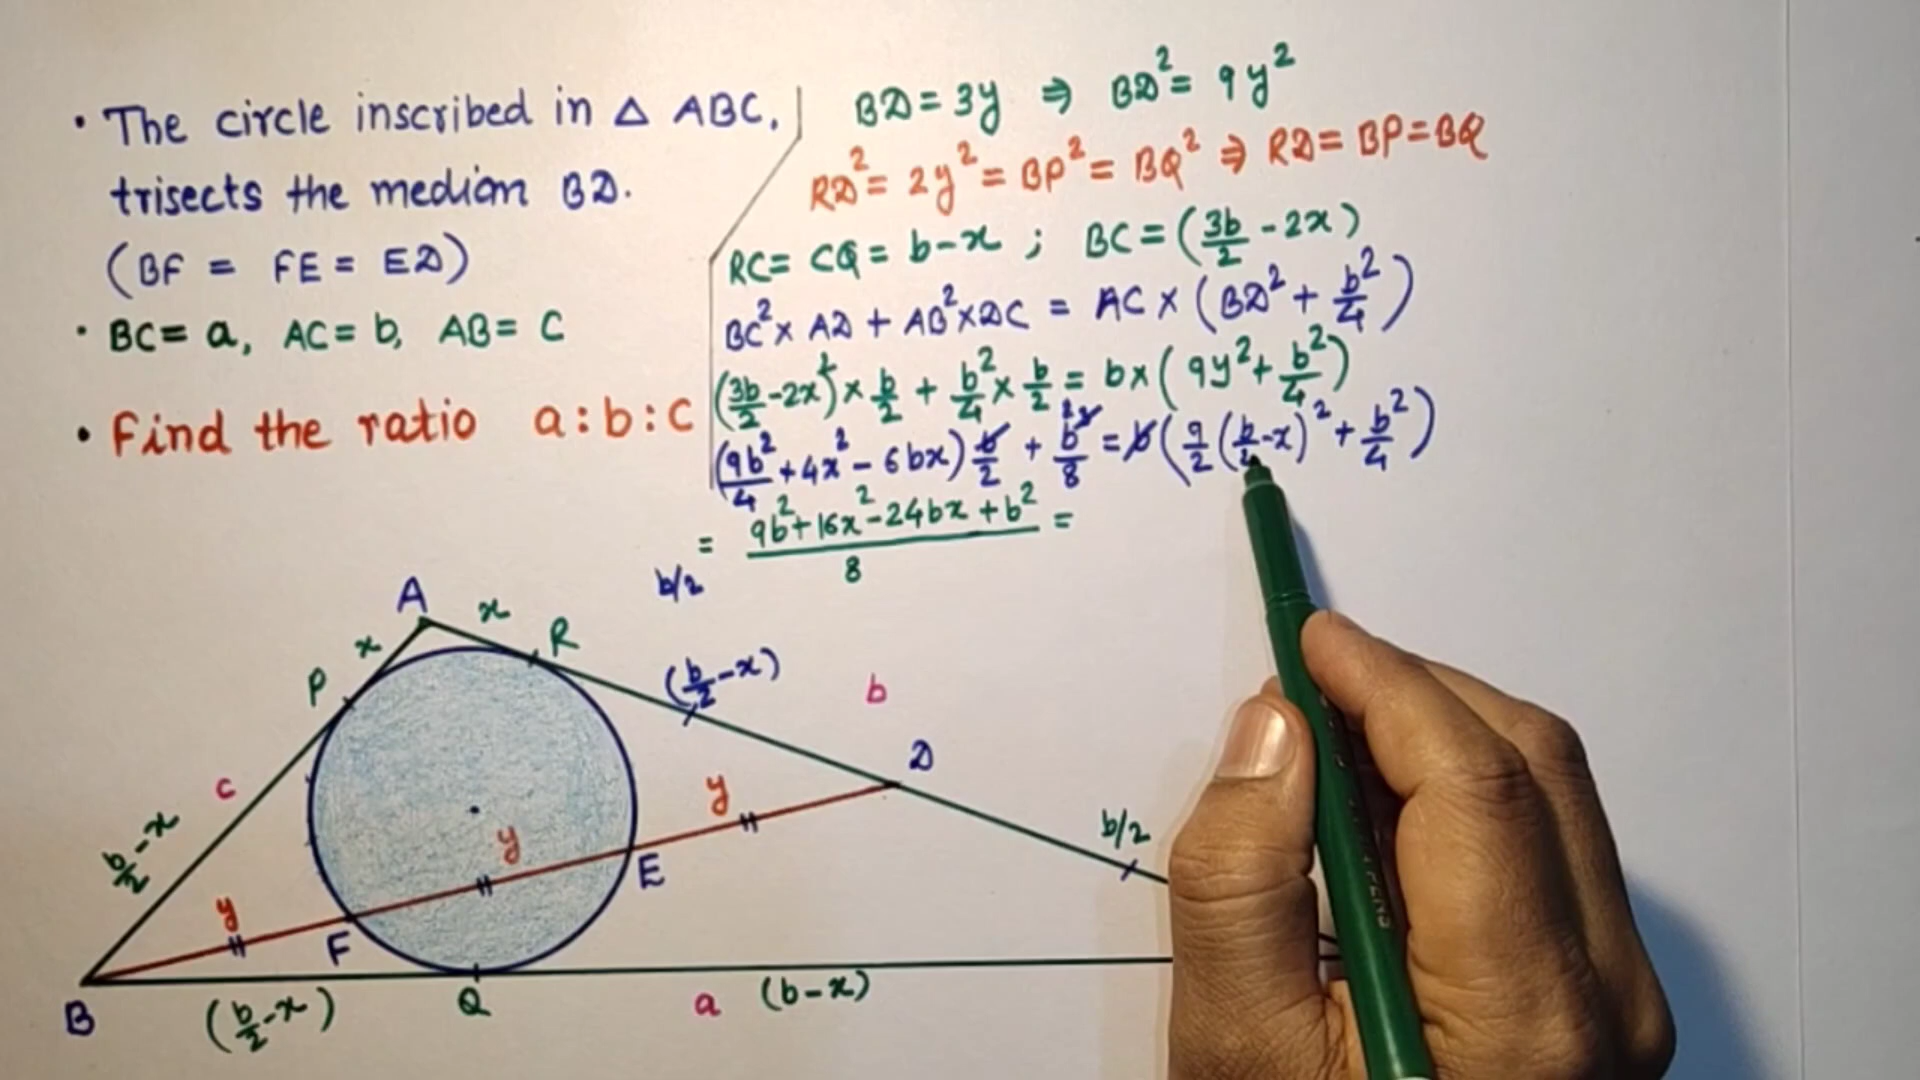 • The circle inscribed in △ ABC,
trisects the median BD.
(BF = FE = ED)
• BC = a, AC = b, AB = C
• Find the ratio a : b : c
BD = 3y ⇒ BD² = 9y²
RD² = 2y² = BP² = BQ² ⇒ RD = BP = BQ
RC = CQ = b-x ; BC = (3b/2 - 2x)
BC² × AD + AB² × DC = AC × (BD² + b²/4)
(3b/2 - 2x)² × b/2 + b²/4 × b/2 = b × (9y² + b²/4)
(9b²/4 + 4x² - 6bx) b/2 + b³/8 = b (9/2 (b/2 - x)² + b²/4)
= (9b² + 16x² - 24bx + b²)/8 =
b/2
A
x
x
R
P
(b/2 - x)
b
D
c
y
b/2
b/2 - x
y
E
y
F
B
(b/2 - x)
Q
a
(b-x)